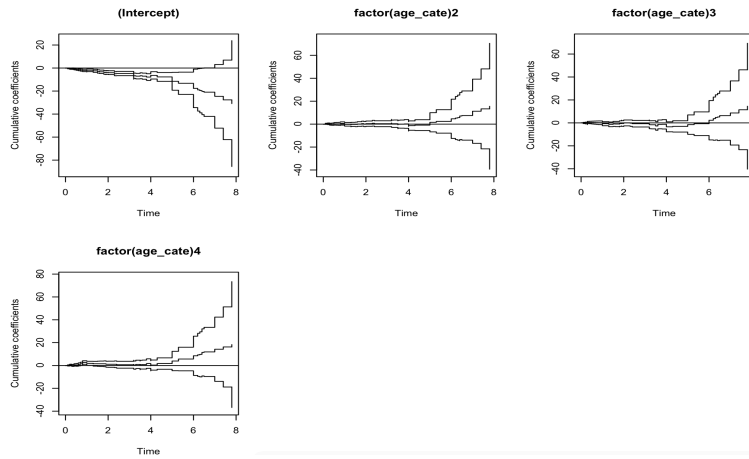 (Intercept)
Cumulative coefficients
20
0
-20
-40
-60
-80
0 2 4 6 8
Time
factor(age_cate)2
Cumulative coefficients
60
40
20
0
-20
-40
0 2 4 6 8
Time
factor(age_cate)3
Cumulative coefficients
60
40
20
0
-20
-40
0 2 4 6
Time
factor(age_cate)4
Cumulative coefficients
80
60
40
20
0
-20
-40
0 2 4 6 8
Time